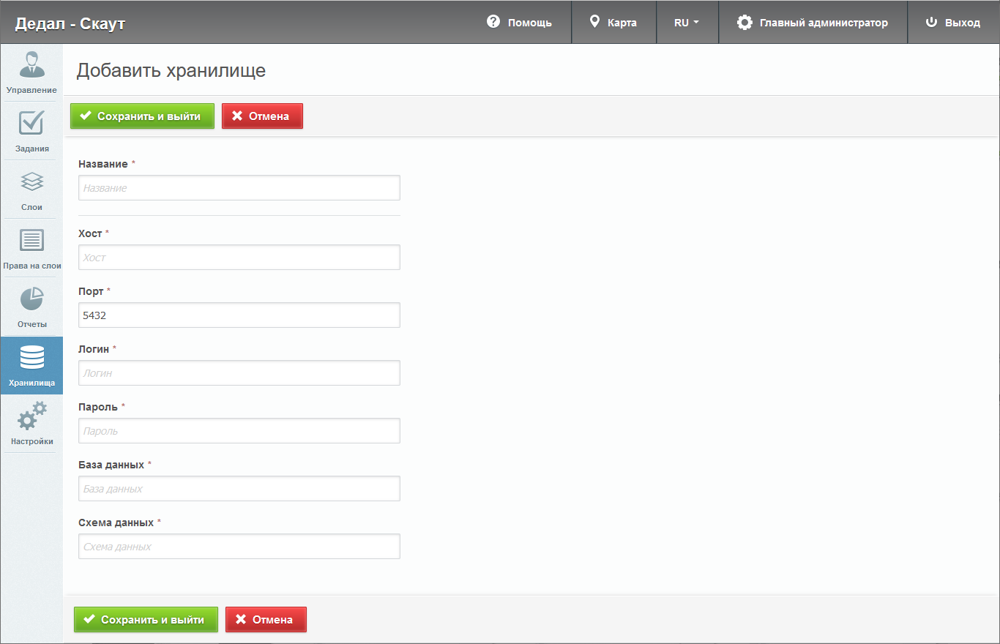 Дедал - Скаут
Помощь
Карта
RU
Главный администратор
Выход
Управление
Задания
Слои
Права на слои
Отчеты
Хранилища
Настройки
Добавить хранилище
Сохранить и выйти
Отмена
Название *
Название
Хост *
Хост
Порт *
5432
Логин *
Логин
Пароль *
Пароль
База данных *
База данных
Схема данных *
Схема данных
Сохранить и выйти
Отмена